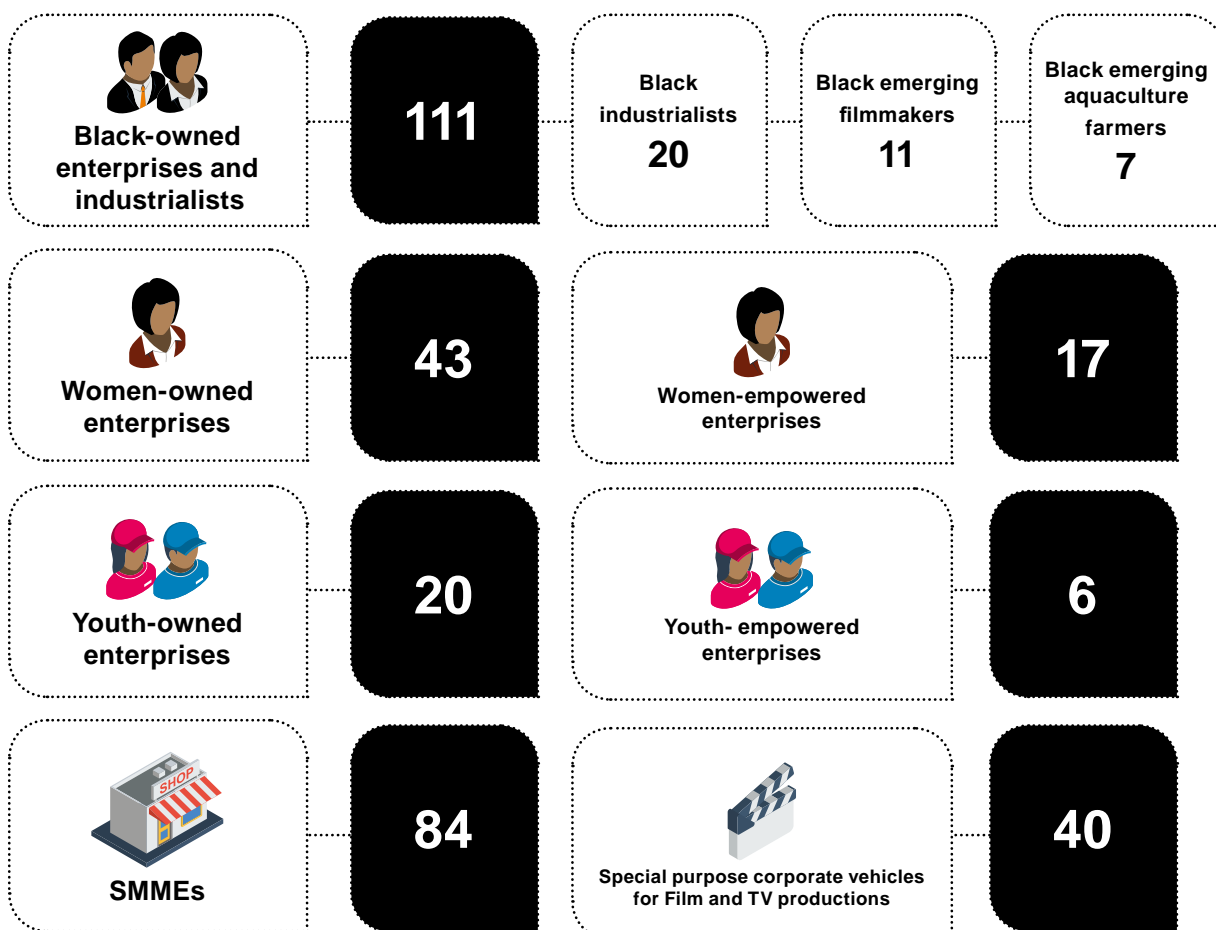 Black-owned
enterprises and
industrialists
111
Black
industrialists
20
Black emerging
filmmakers
11
Black emerging
aquaculture
farmers
7
Women-owned
enterprises
43
Women-empowered
enterprises
17
Youth-owned
enterprises
20
Youth- empowered
enterprises
6
SHOP
SMMEs
84
Special purpose corporate vehicles
for Film and TV productions
40